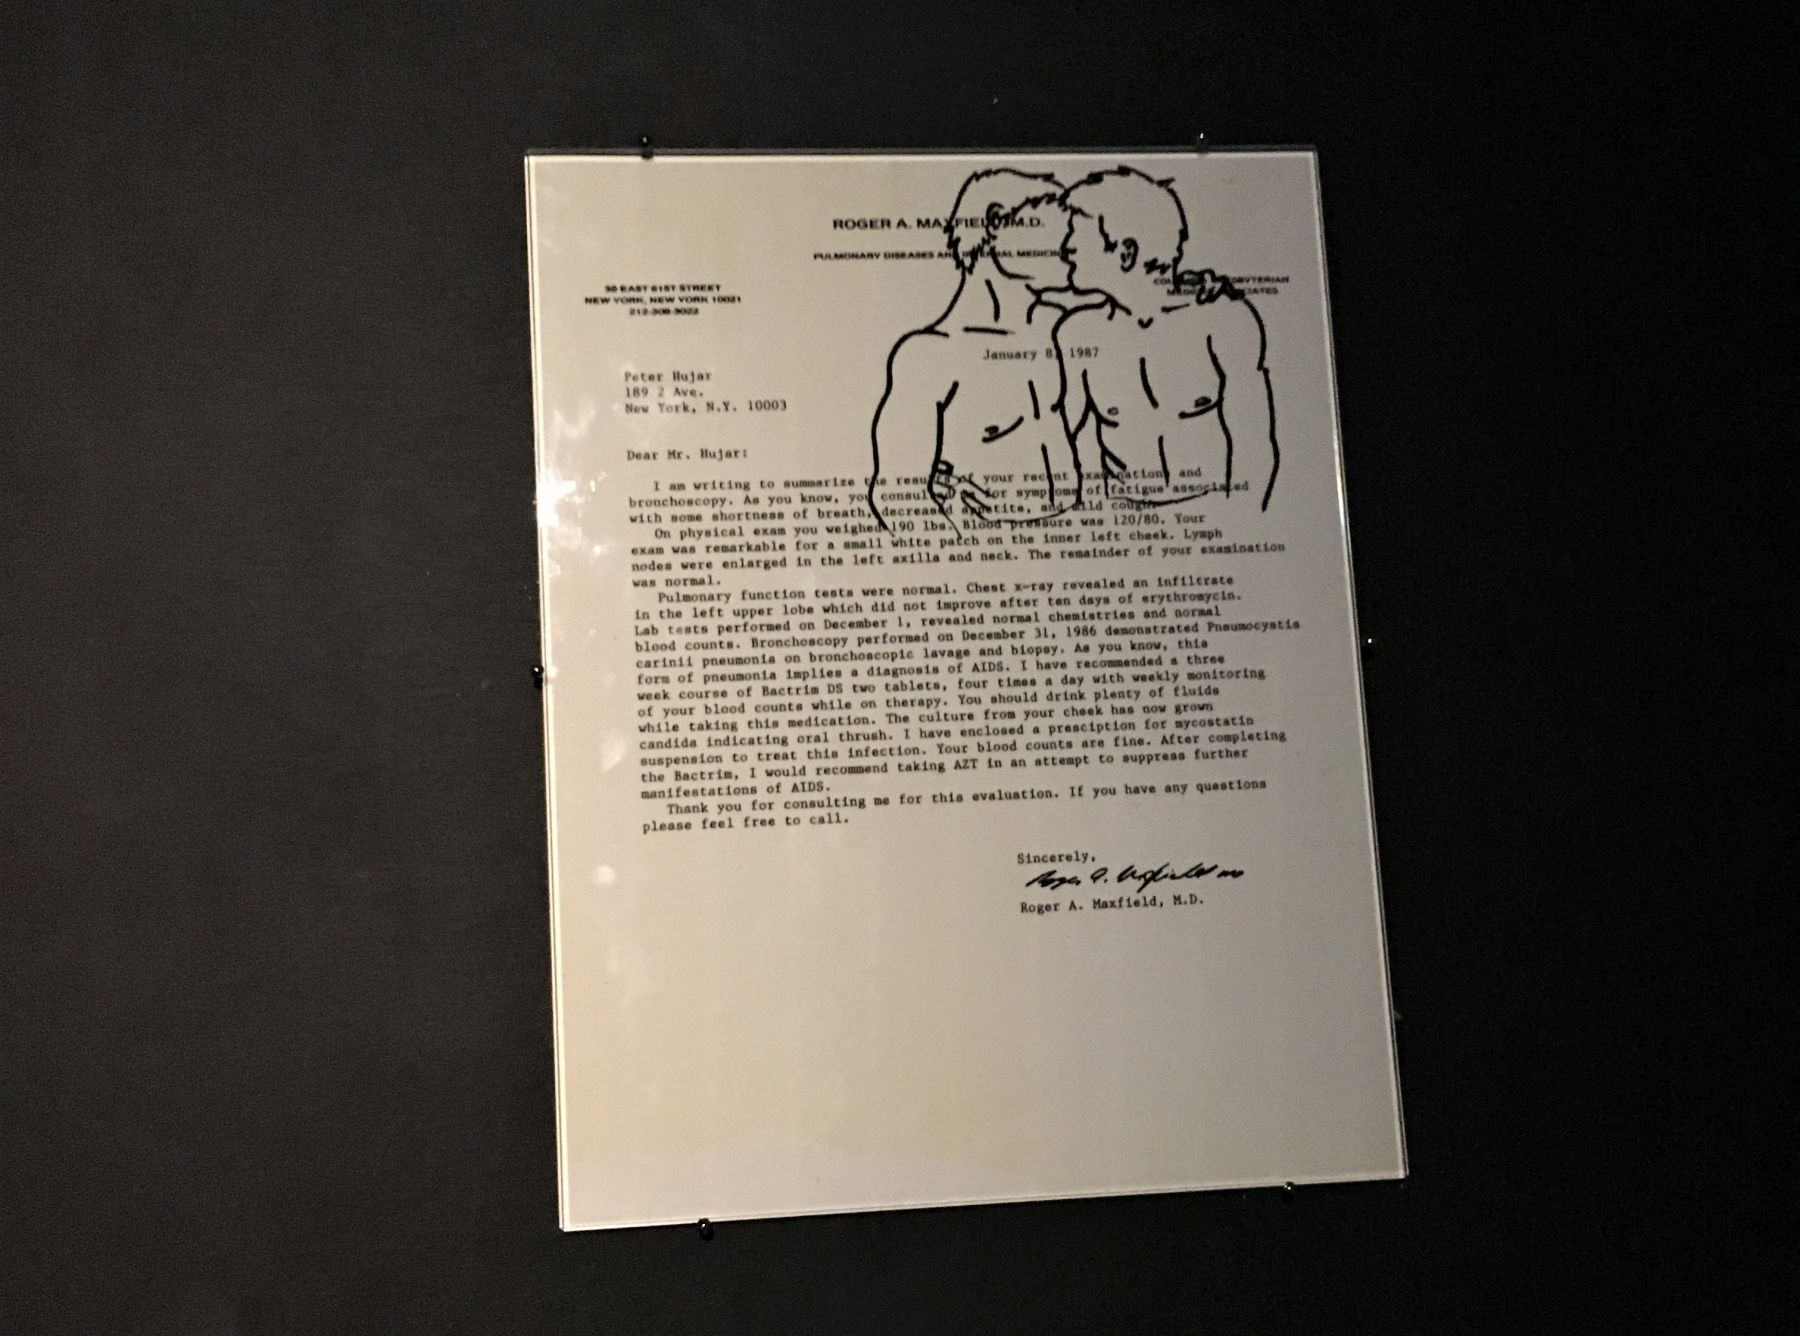 ROGER A. MAXFIELD, M.D.
PULMONARY DISEASES AND INTERNAL MEDICINE
30 EAST 61ST STREET
NEW YORK, NEW YORK 10021
PRESBYTERIAN
January 8, 1987
Peter Hujar
189 2 Ave.
New York, N.Y. 10003
Dear Mr. Hujar:
I am writing to summarize the results of your recent examination and
bronchoscopy. As you know, you consulted me for symptoms of fatigue associated
with some shortness of breath, decreased appetite, and mild cough.
On physical exam you weighed 190 lbs. Blood pressure was 120/80. Your
exam was remarkable for a small white patch on the inner left cheek. Lymph
nodes were enlarged in the left axilla and neck. The remainder of your examination
was normal.
Pulmonary function tests were normal. Chest x-ray revealed an infiltrate
in the left upper lobe which did not improve after ten days of erythromycin.
Lab tests performed on December 1, revealed normal chemistries and normal
blood counts. Bronchoscopy performed on December 31, 1986 demonstrated Pneumocystis
carinii pneumonia on bronchoscopic lavage and biopsy. As you know, this
form of pneumonia implies a diagnosis of AIDS. I have recommended a three
week course of Bactrim DS two tablets, four times a day with weekly monitoring
of your blood counts while on therapy. You should drink plenty of fluids
while taking this medication. The culture from your cheek has now grown
candida indicating oral thrush. I have enclosed a presciption for mycostatin
suspension to treat this infection. Your blood counts are fine. After completing
the Bactrim, I would recommend taking AZT in an attempt to suppress further
manifestations of AIDS.
Thank you for consulting me for this evaluation. If you have any questions
please feel free to call.
Sincerely,
Roger A. Maxfield MD
Roger A. Maxfield, M.D.